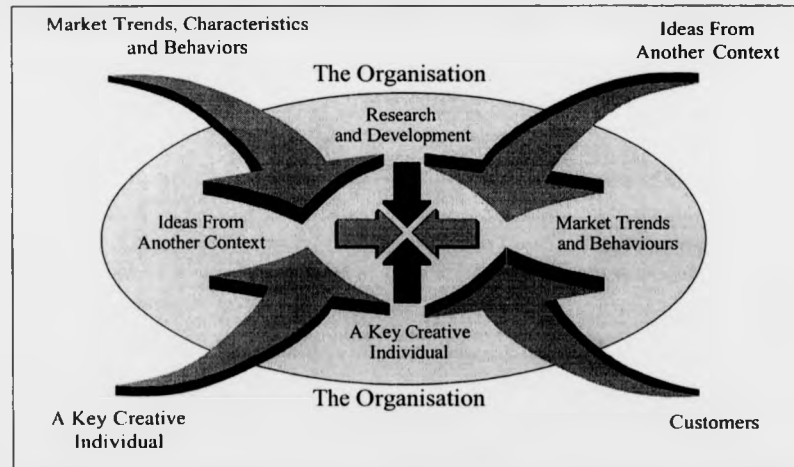 Market Trends, Characteristics
and Behaviors
Ideas From
Another Context
The Organisation
Research
and Development
Ideas From
Another Context
Market Trends
and Behaviours
A Key Creative
Individual
The Organisation
A Key Creative
Individual
Customers